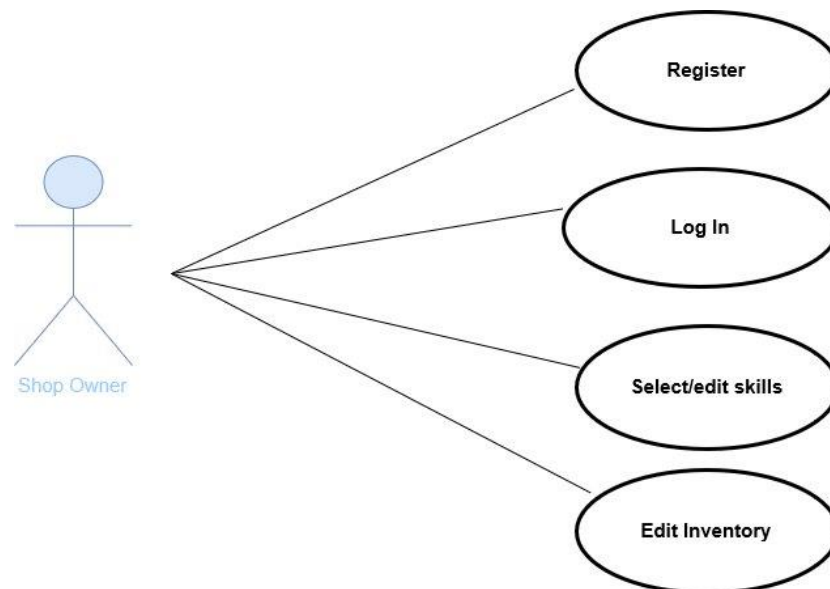 Register
Log In
Shop Owner
Select/edit skills
Edit Inventory